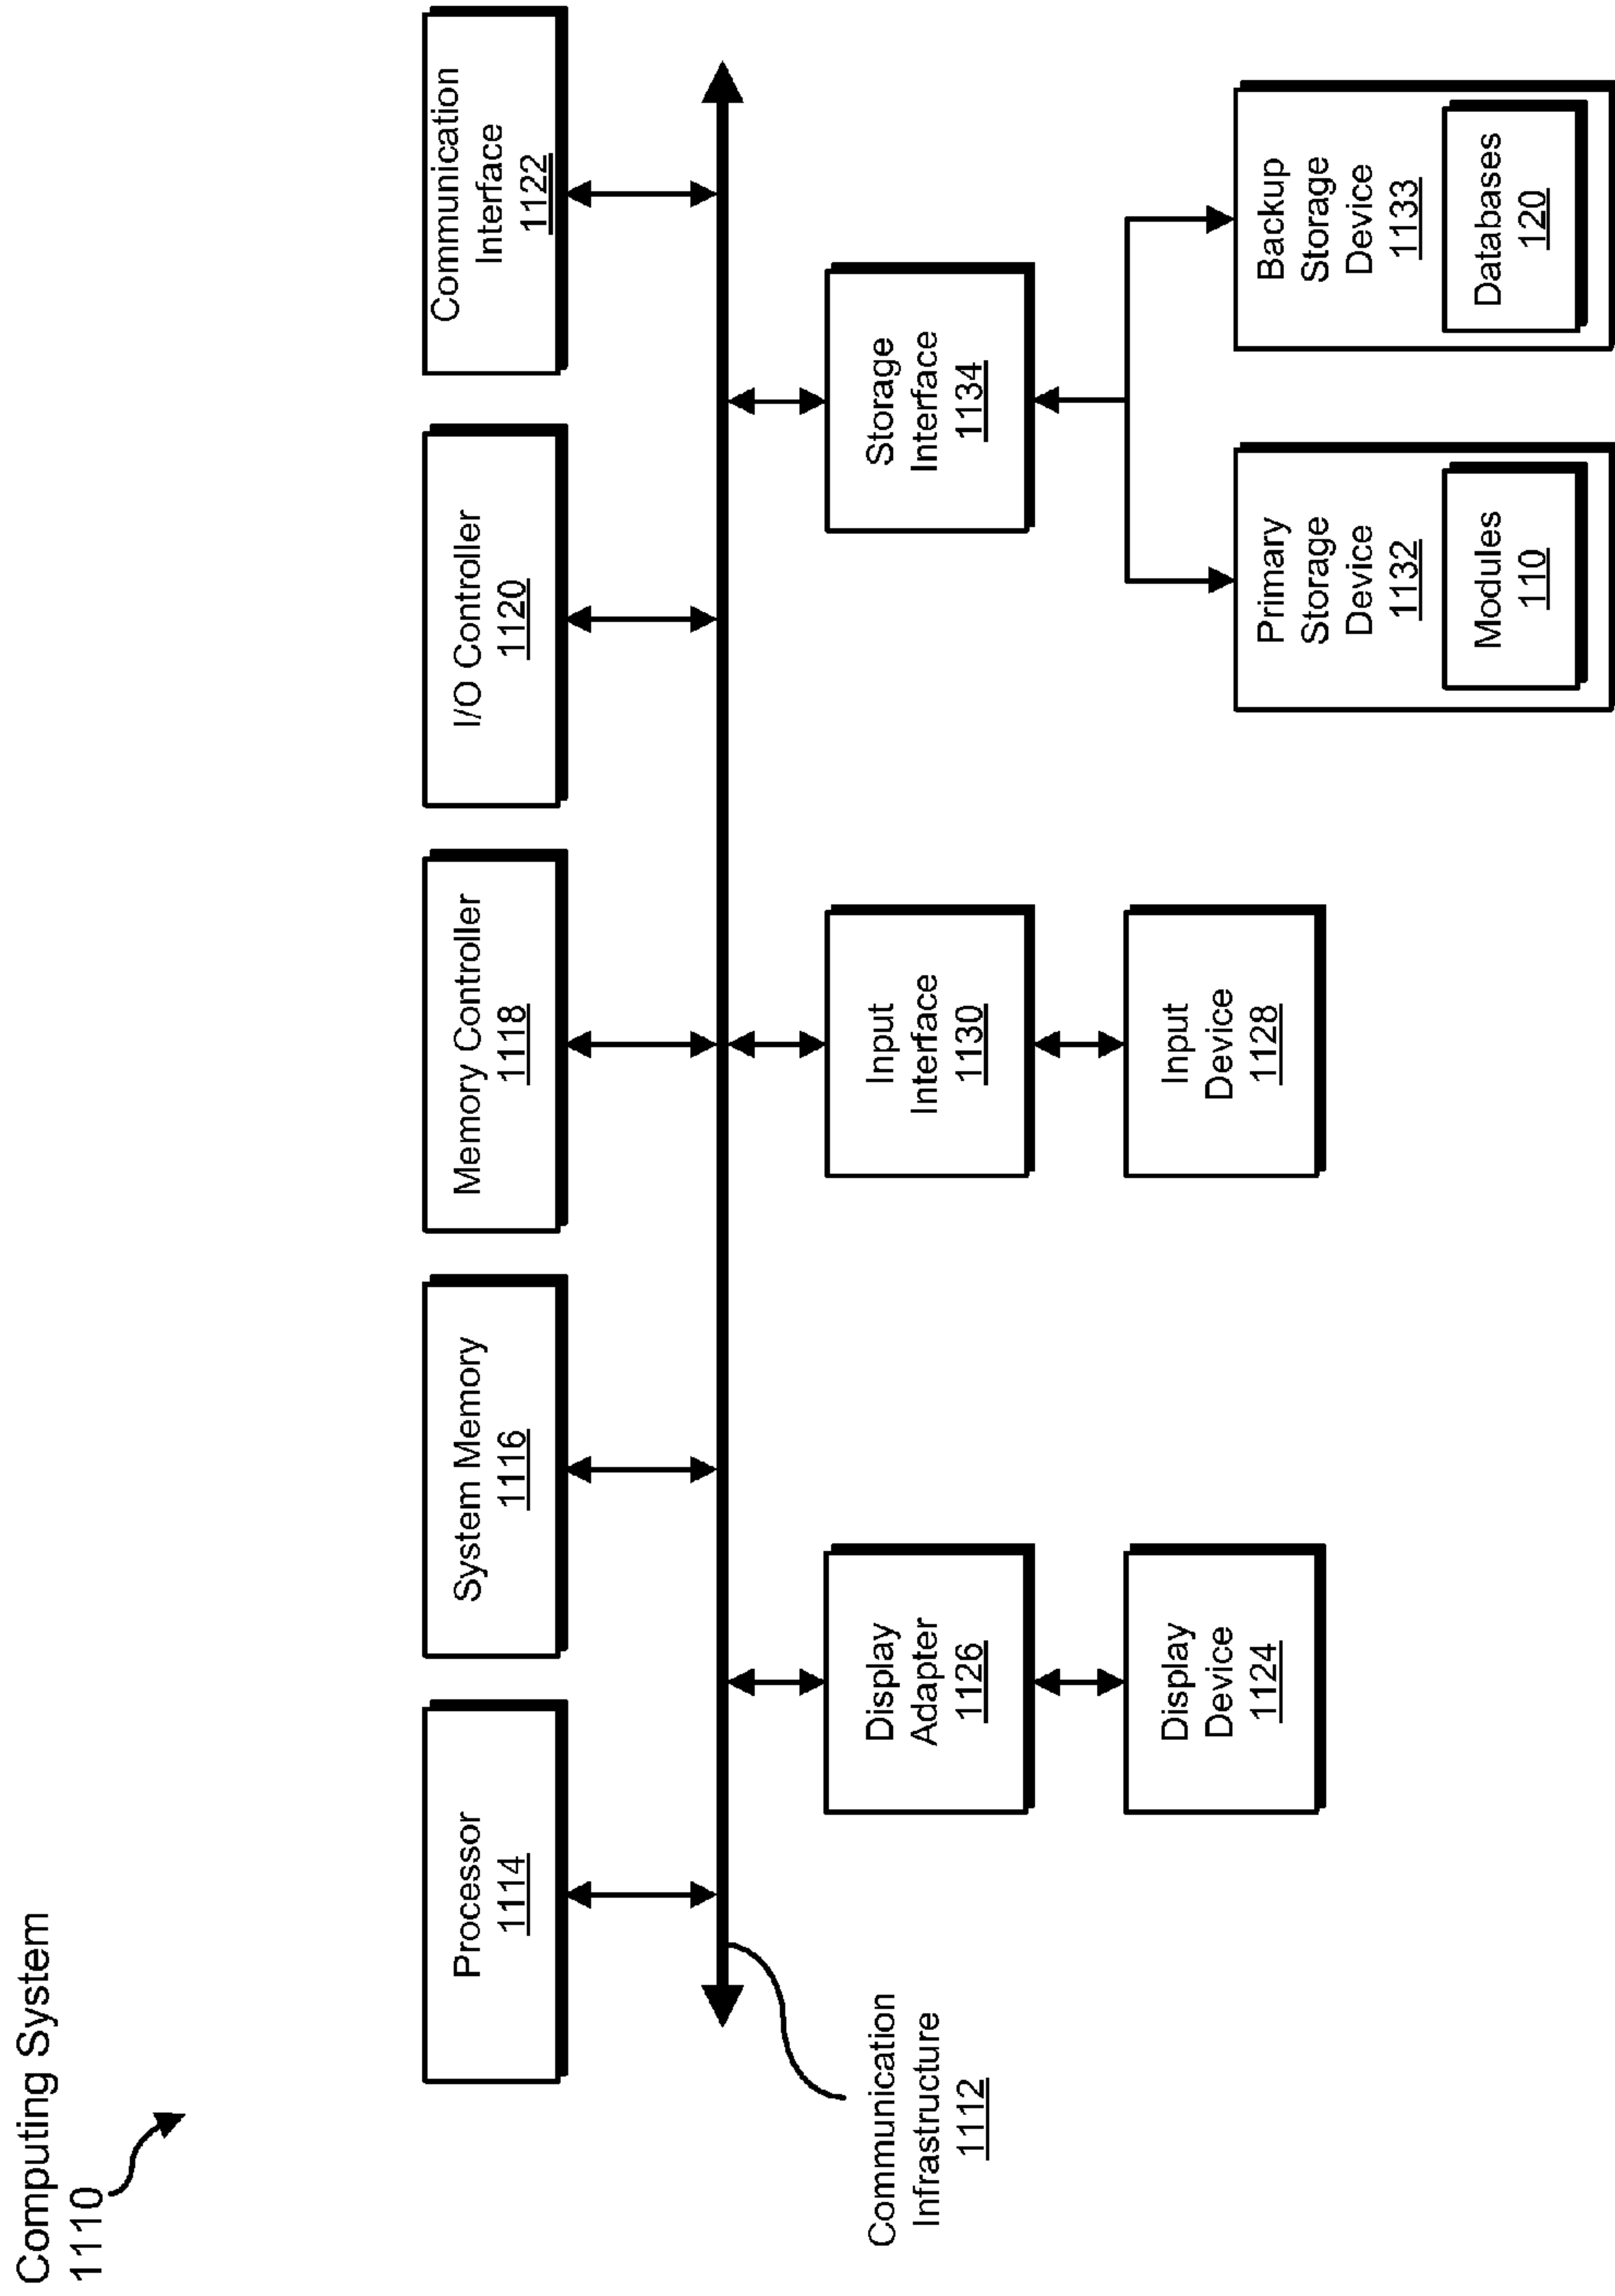 Computing System
1110
Processor
1114
System Memory
1116
Memory Controller
1118
I/O Controller
1120
Communication
Interface
1122
Communication
Infrastructure
1112
Display
Adapter
1126
Input
Interface
1130
Storage
Interface
1134
Display
Device
1124
Input
Device
1128
Primary
Storage
Device
1132
Modules
110
Backup
Storage
Device
1133
Databases
120